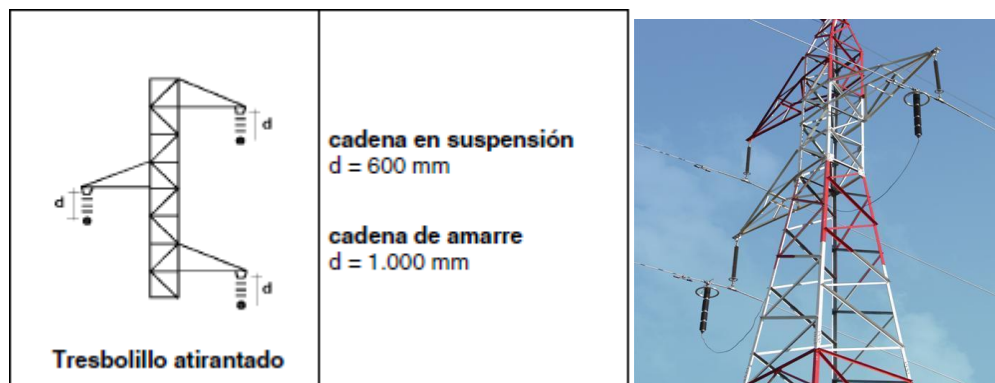 d
d
d
Tresbolillo atirantado
cadena en suspensión
d = 600 mm
cadena de amarre
d = 1.000 mm